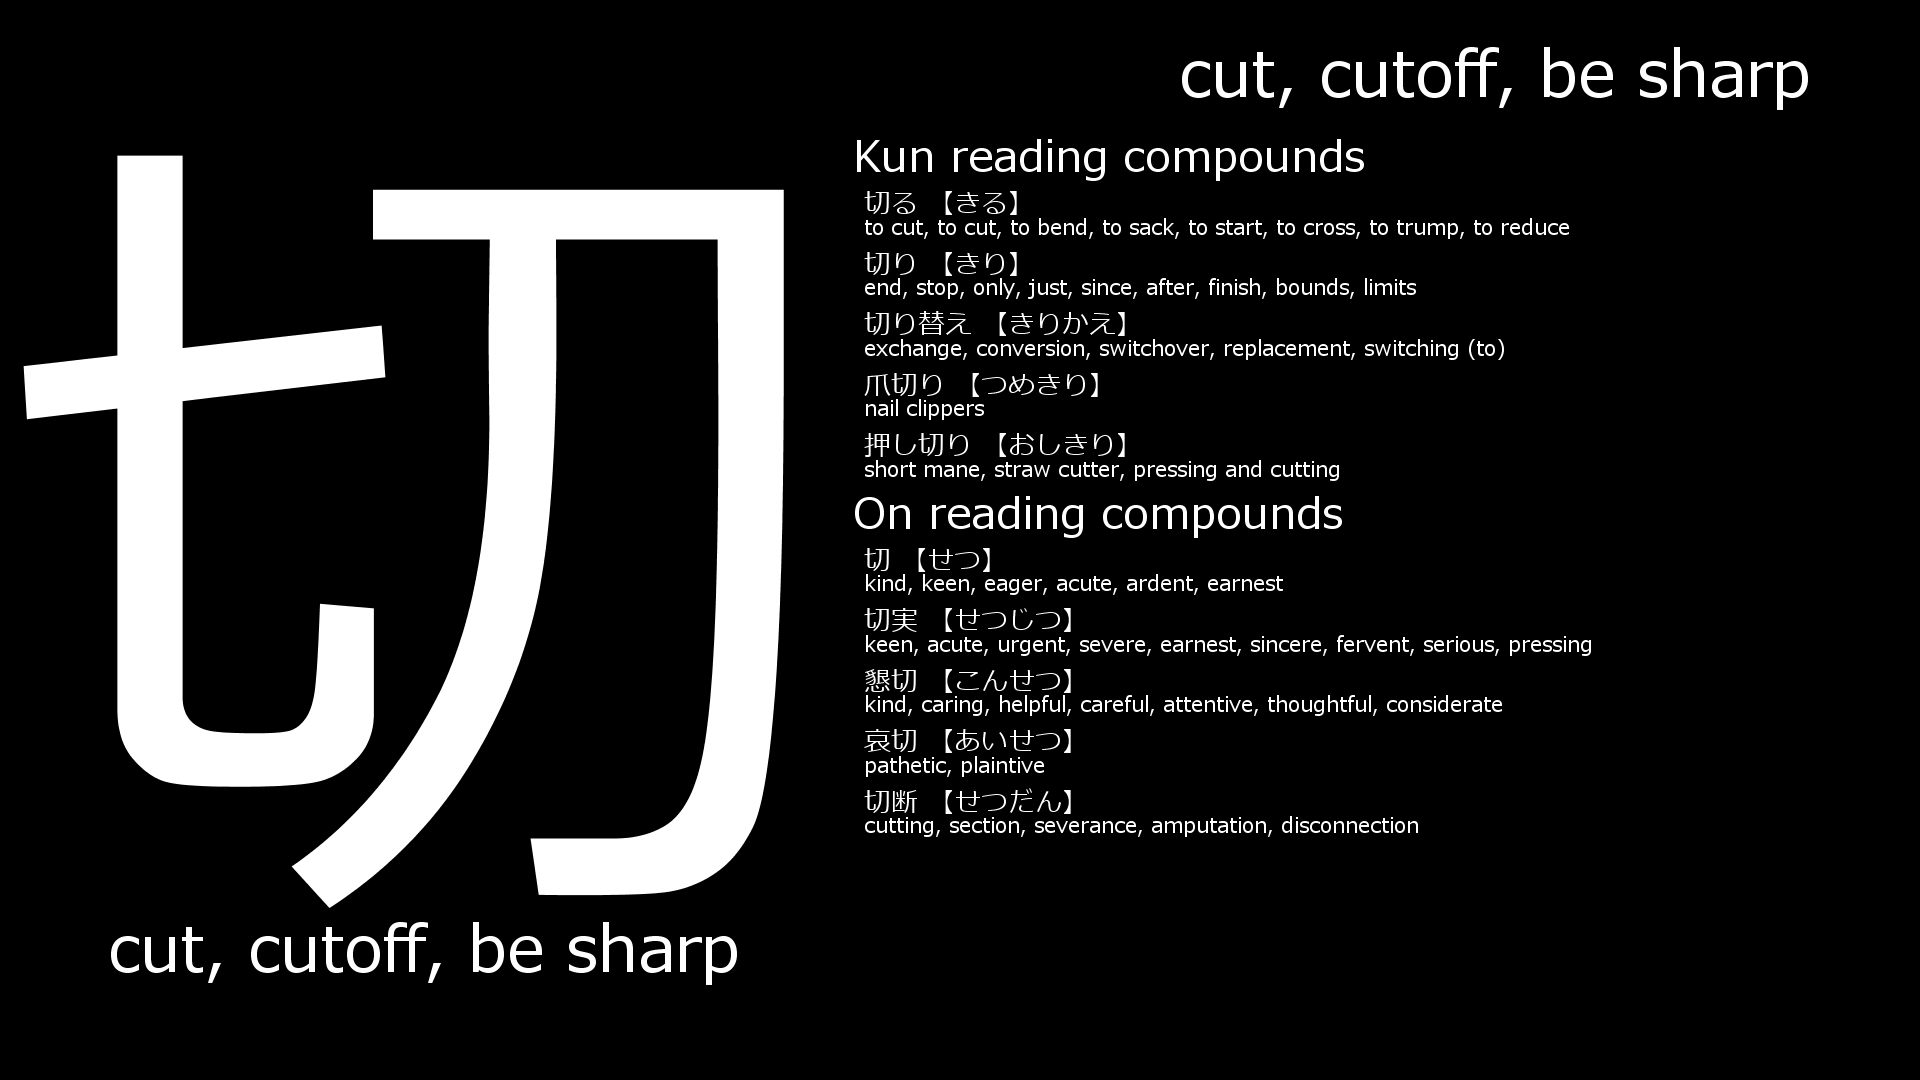 切
cut, cutoff, be sharp
cut, cutoff, be sharp
Kun reading compounds
切る 【きる】
to cut, to cut, to bend, to sack, to start, to cross, to trump, to reduce
切り 【きり】
end, stop, only, just, since, after, finish, bounds, limits
切り替え 【きりかえ】
exchange, conversion, switchover, replacement, switching (to)
爪切り 【つめきり】
nail clippers
押し切り 【おしきり】
short mane, straw cutter, pressing and cutting
On reading compounds
切 【せつ】
kind, keen, eager, acute, ardent, earnest
切実 【せつじつ】
keen, acute, urgent, severe, earnest, sincere, fervent, serious, pressing
懇切 【こんせつ】
kind, caring, helpful, careful, attentive, thoughtful, considerate
哀切 【あいせつ】
pathetic, plaintive
切断 【せつだん】
cutting, section, severance, amputation, disconnection